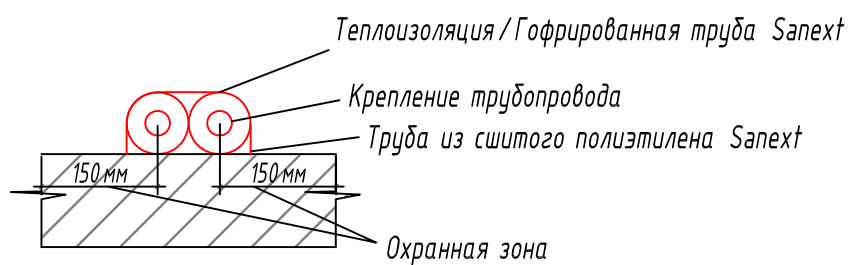 Теплоизоляция/Гофрированная труба Sanext
Крепление трубопровода
Труба из сшитого полиэтилена Sanext
150 мм 150 мм
Охранная зона